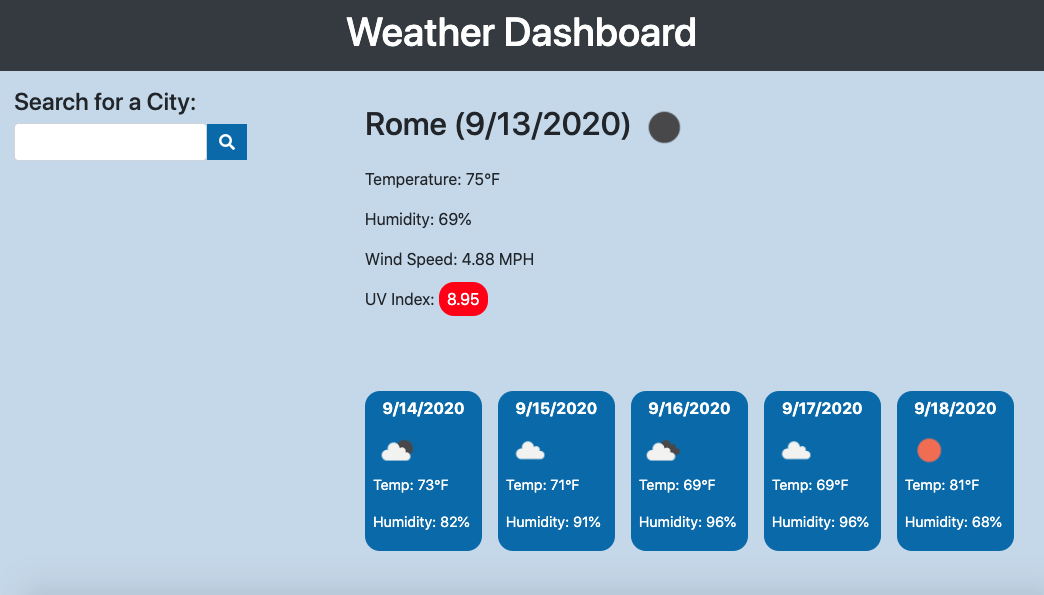 Weather Dashboard
Search for a City:
Rome (9/13/2020)
Temperature: 75°F
Humidity: 69%
Wind Speed: 4.88 MPH
UV Index: 8.95
9/14/2020
Temp: 73°F
Humidity: 82%
9/15/2020
Temp: 71°F
Humidity: 91%
9/16/2020
Temp: 69°F
Humidity: 96%
9/17/2020
Temp: 69°F
Humidity: 96%
9/18/2020
Temp: 81°F
Humidity: 68%